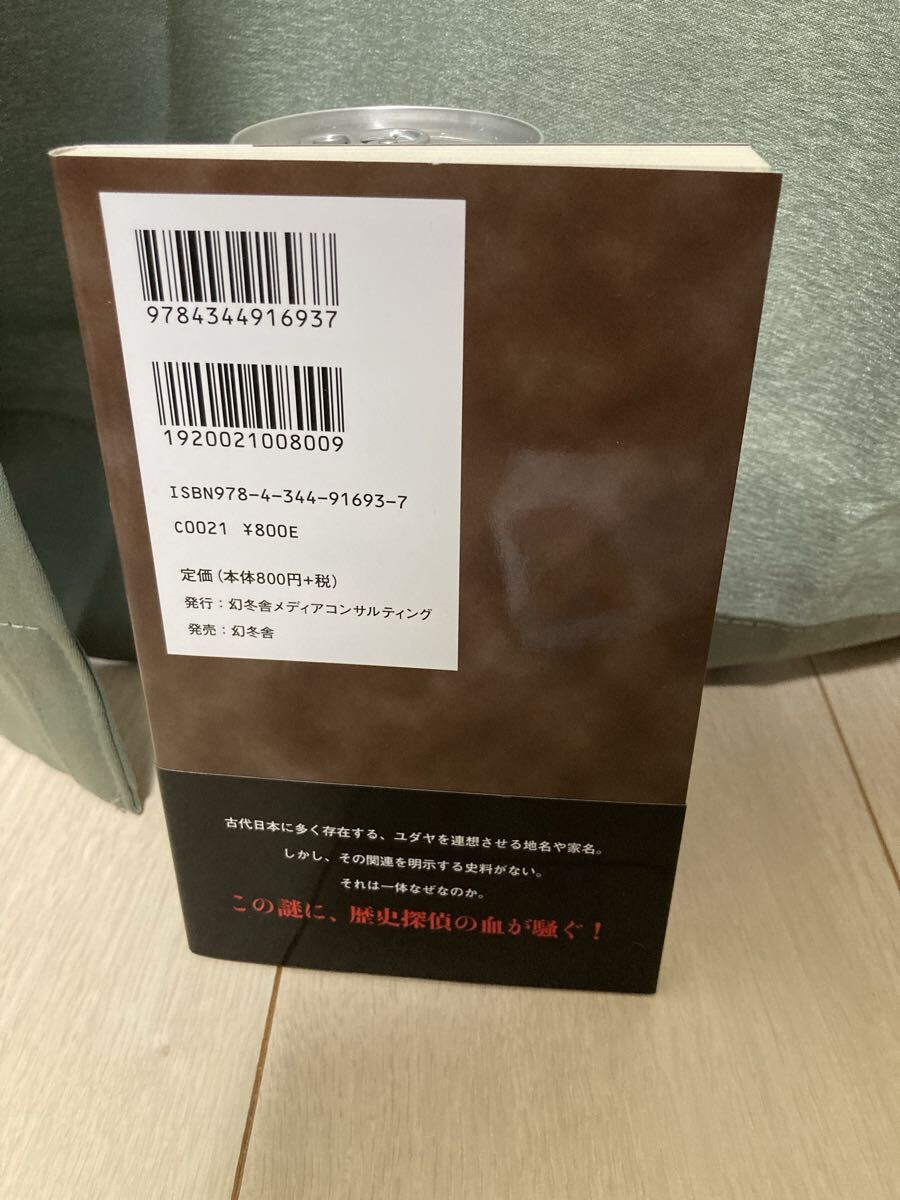 9784344916937
1920021008009
ISBN978-4-344-91693-7
C0021 ¥800E
定価(本体800円+税)
発行:幻冬舎メディアコンサルティング
発売:幻冬舎
古代日本に多く存在する、ユダヤを連想させる地名や家名。
しかし、その関連を明示する史料がない。
それは一体なぜなのか。
この謎に、歴史探偵の血が騒ぐ!